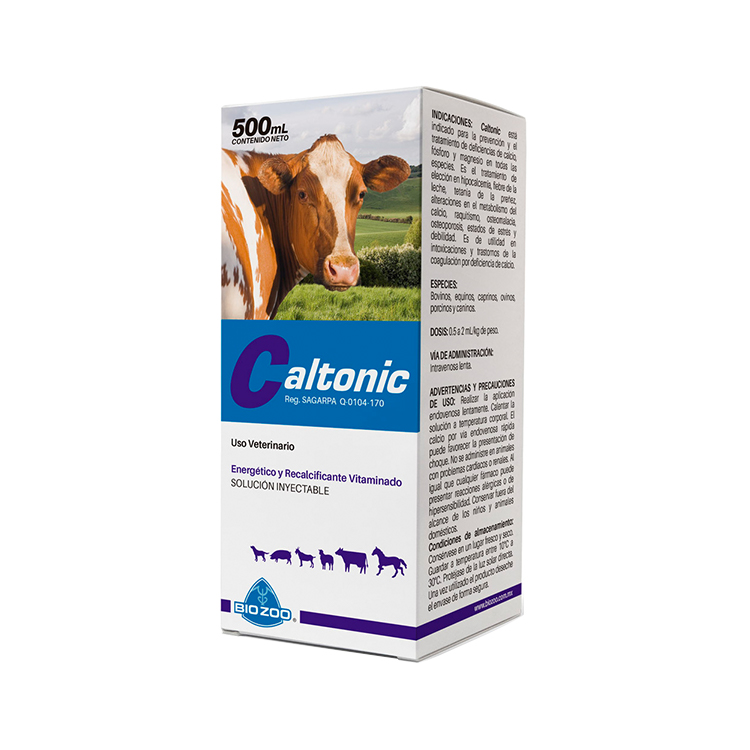 500mL
CONTENIDO NETO
Caltonic
Reg. SAGARPA Q-0104-170
Uso Veterinario
Energético y Recalcificante Vitaminado
SOLUCIÓN INYECTABLE
BIO ZOO ®
INDICACIONES: Caltonic está
indicado para la prevención y el
tratamiento de deficiencias de calcio,
fósforo y magnesio en todas las
especies. Es el tratamiento de
elección en hipocalcemia, fiebre de la
leche, tetania de la preñez,
alteraciones en el metabolismo del
calcio, raquitismo, osteomalacia,
osteoporosis, estados de estrés y
debilidad. Es de utilidad en
intoxicaciones y trastornos de la
coagulación por deficiencia de calcio.
ESPECIES:
Bovinos, equinos, caprinos, ovinos,
porcinos y caninos.
DOSIS: 0.5 a 2 mL/kg de peso.
VÍA DE ADMINISTRACIÓN:
Intravenosa lenta.
ADVERTENCIAS Y PRECAUCIONES
DE USO: Realizar la aplicación
endovenosa lentamente. Calentar la
solución a temperatura corporal. El
calcio por vía endovenosa rápida
puede favorecer la presentación de
choque. No se administre en animales
con problemas cardiacos o renales. Al
igual que cualquier fármaco puede
presentar reacciones alérgicas o de
hipersensibilidad. Conservar fuera del
alcance de los niños y animales
domésticos.
Condiciones de almacenamiento:
Consérvese en un lugar fresco y seco.
Guardar a temperatura entre 10°C a
30°C. Protéjase de la luz solar directa.
Una vez utilizado el producto deseche
el envase de forma segura.
www.biozoo.com.mx